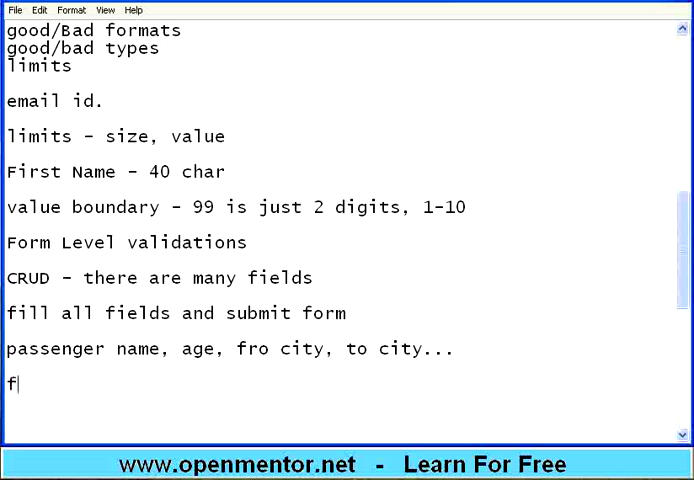 File Edit Format View Help
good/Bad formats
good/bad types
limits
email id.
limits - size, value
First Name - 40 char
value boundary - 99 is just 2 digits, 1-10
Form Level validations
CRUD - there are many fields
fill all fields and submit form
passenger name, age, fro city, to city...
f
www.openmentor.net - Learn For Free